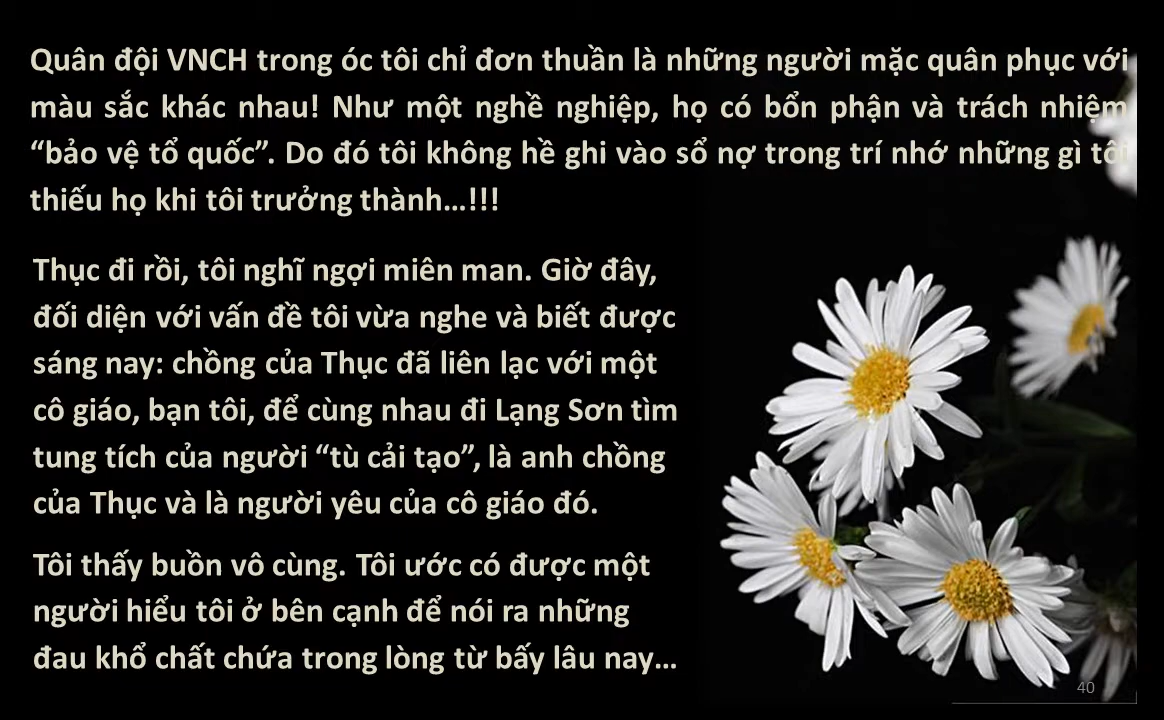 Quân đội VNCH trong óc tôi chỉ đơn thuần là những người mặc quân phục với
màu sắc khác nhau! Như một nghề nghiệp, họ có bổn phận và trách nhiệm
“bảo vệ tổ quốc”. Do đó tôi không hề ghi vào sổ nợ trong trí nhớ những gì tôi
thiếu họ khi tôi trưởng thành…!!!
Thục đi rồi, tôi nghĩ ngợi miên man. Giờ đây,
đối diện với vấn đề tôi vừa nghe và biết được
sáng nay: chồng của Thục đã liên lạc với một
cô giáo, bạn tôi, để cùng nhau đi Lạng Sơn tìm
tung tích của người “tù cải tạo”, là anh chồng
của Thục và là người yêu của cô giáo đó.
Tôi thấy buồn vô cùng. Tôi ước có được một
người hiểu tôi ở bên cạnh để nói ra những
đau khổ chất chứa trong lòng từ bấy lâu nay…
40